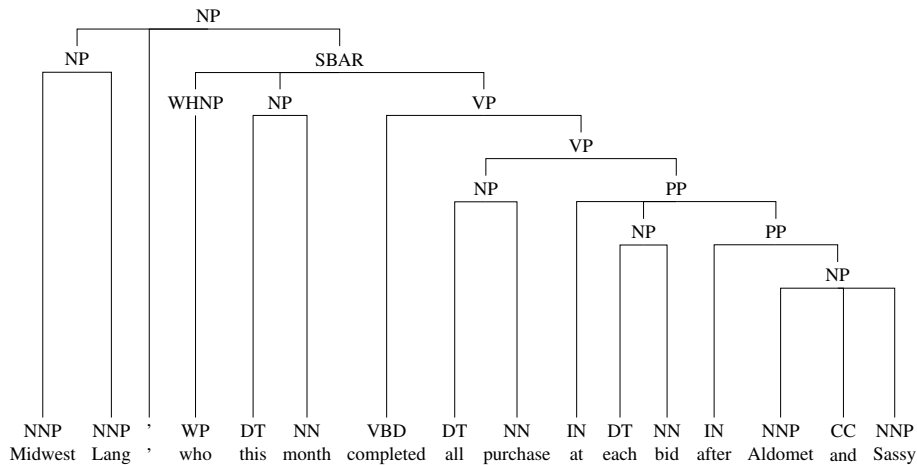 NP
NP SBAR
WHNP NP VP
VP
NP PP
NP PP
NP
NNP NNP , WP DT NN VBD DT NN IN DT NN IN NNP CC NNP
Midwest Lang , who this month completed all purchase at each bid after Aldomet and Sassy